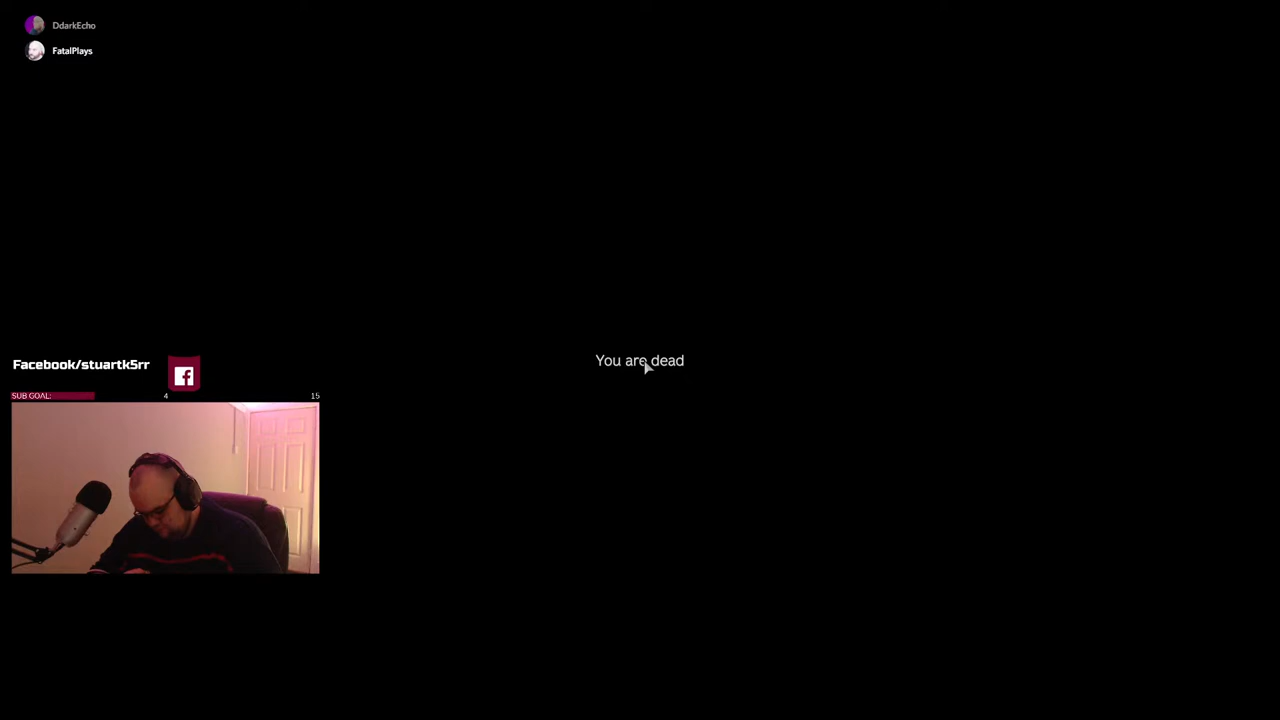 DdarkEcho
FatalPlays
Facebook/stuartk5rr
SUB GOAL: 4 15
You are dead